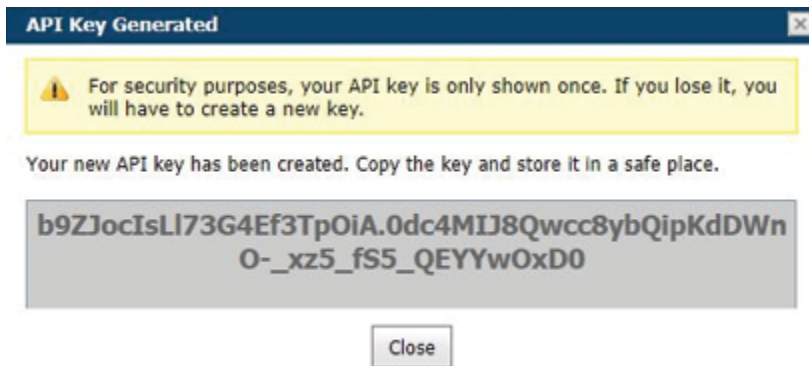 API Key Generated
For security purposes, your API key is only shown once. If you lose it, you
will have to create a new key.
Your new API key has been created. Copy the key and store it in a safe place.
b9ZJocIsLl73G4Ef3TpOiA.0dc4MIJ8Qwcc8ybQipKdDWn
O-_xz5_fS5_QEYYwOxD0
Close